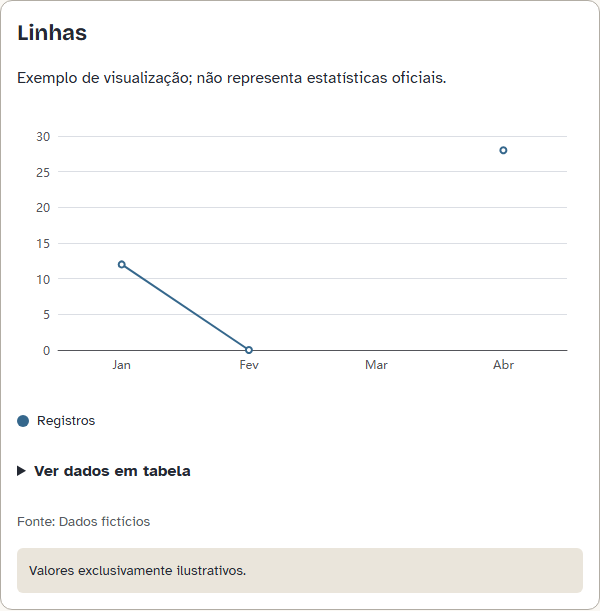 Linhas
Exemplo de visualização; não representa estatísticas oficiais.
30
25
20
15
10
5
0
Jan Fev Mar Abr
Registros
Ver dados em tabela
Fonte: Dados fictícios
Valores exclusivamente ilustrativos.